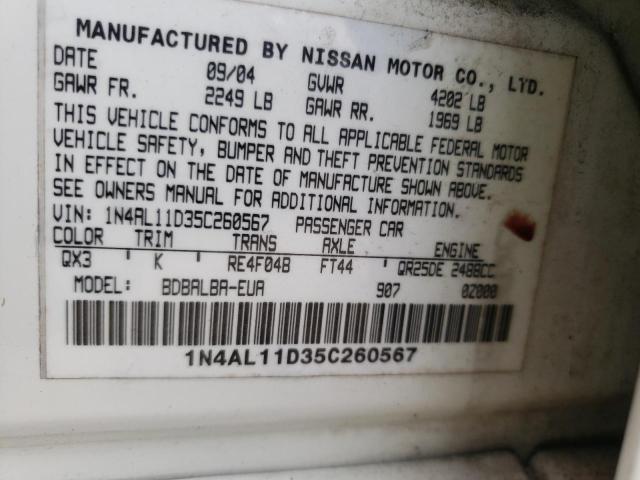 MANUFACTURED BY NISSAN MOTOR CO., LTD.
DATE 09/04 GVWR 4202 LB
GAWR FR. 2249 LB GAWR RR. 1969 LB
THIS VEHICLE CONFORMS TO ALL APPLICABLE FEDERAL MOTOR
VEHICLE SAFETY, BUMPER AND THEFT PREVENTION STANDARDS
IN EFFECT ON THE DATE OF MANUFACTURE SHOWN ABOVE.
SEE OWNERS MANUAL FOR ADDITIONAL INFORMATION.
VIN: 1N4AL11D35C260567 PASSENGER CAR
COLOR TRIM TRANS AXLE ENGINE
QX3 K RE4F04B FT44 QR25DE 2488CC
MODEL: BDBALBA-EUA 907 0Z000
1N4AL11D35C260567